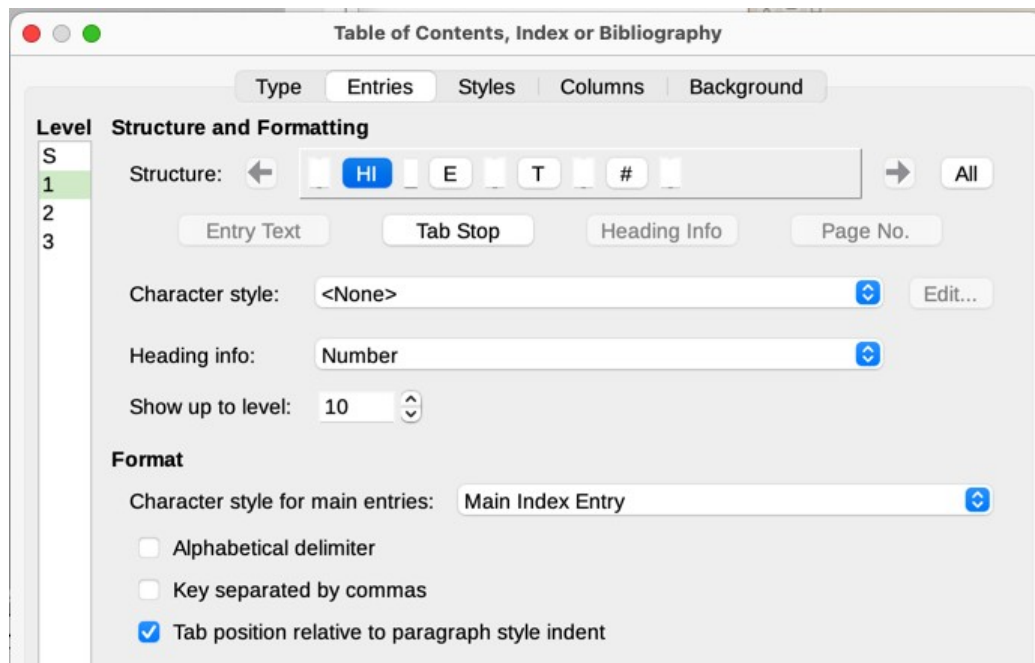 Table of Contents, Index or Bibliography
Type Entries Styles Columns Background
Level Structure and Formatting
S
1
2
3
Structure: HI E T # All
Entry Text Tab Stop Heading Info Page No.
Character style: <None> Edit...
Heading info: Number
Show up to level: 10
Format
Character style for main entries: Main Index Entry
Alphabetical delimiter
Key separated by commas
Tab position relative to paragraph style indent